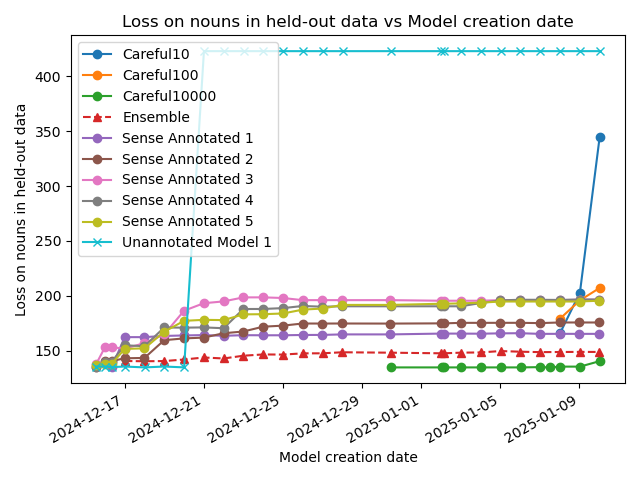 Loss on nouns in held-out data vs Model creation date
Loss on nouns in held-out data
400
350
300
250
200
150
Careful10
Careful100
Careful10000
Ensemble
Sense Annotated 1
Sense Annotated 2
Sense Annotated 3
Sense Annotated 4
Sense Annotated 5
Unannotated Model 1
2024-12-17
2024-12-21
2024-12-25
2024-12-29
2025-01-01
2025-01-05
2025-01-09
Model creation date